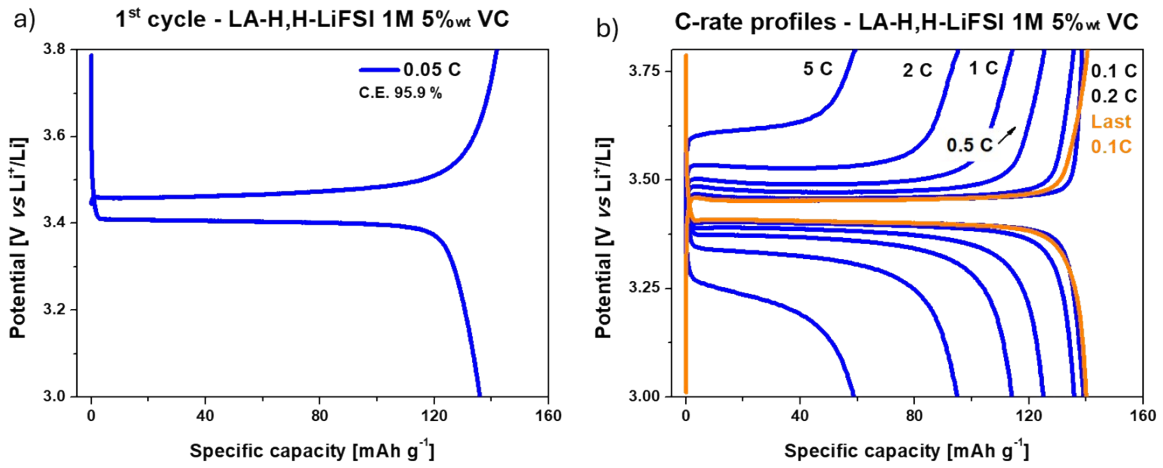 a)
1st cycle - LA-H,H-LiFSI 1M 5%wt VC
0.05 C
C.E. 95.9 %
3.8
3.6
3.4
3.2
3.0
Potential [V vs Li+/Li]
0
40
80
120
160
Specific capacity [mAh g-1]
b)
C-rate profiles - LA-H,H-LiFSI 1M 5%wt VC
5 C
2 C
1 C
0.5 C
0.1 C
0.2 C
Last
0.1C
3.75
3.50
3.25
3.00
Potential [V vs Li+/Li]
0
40
80
120
160
Specific capacity [mAh g-1]